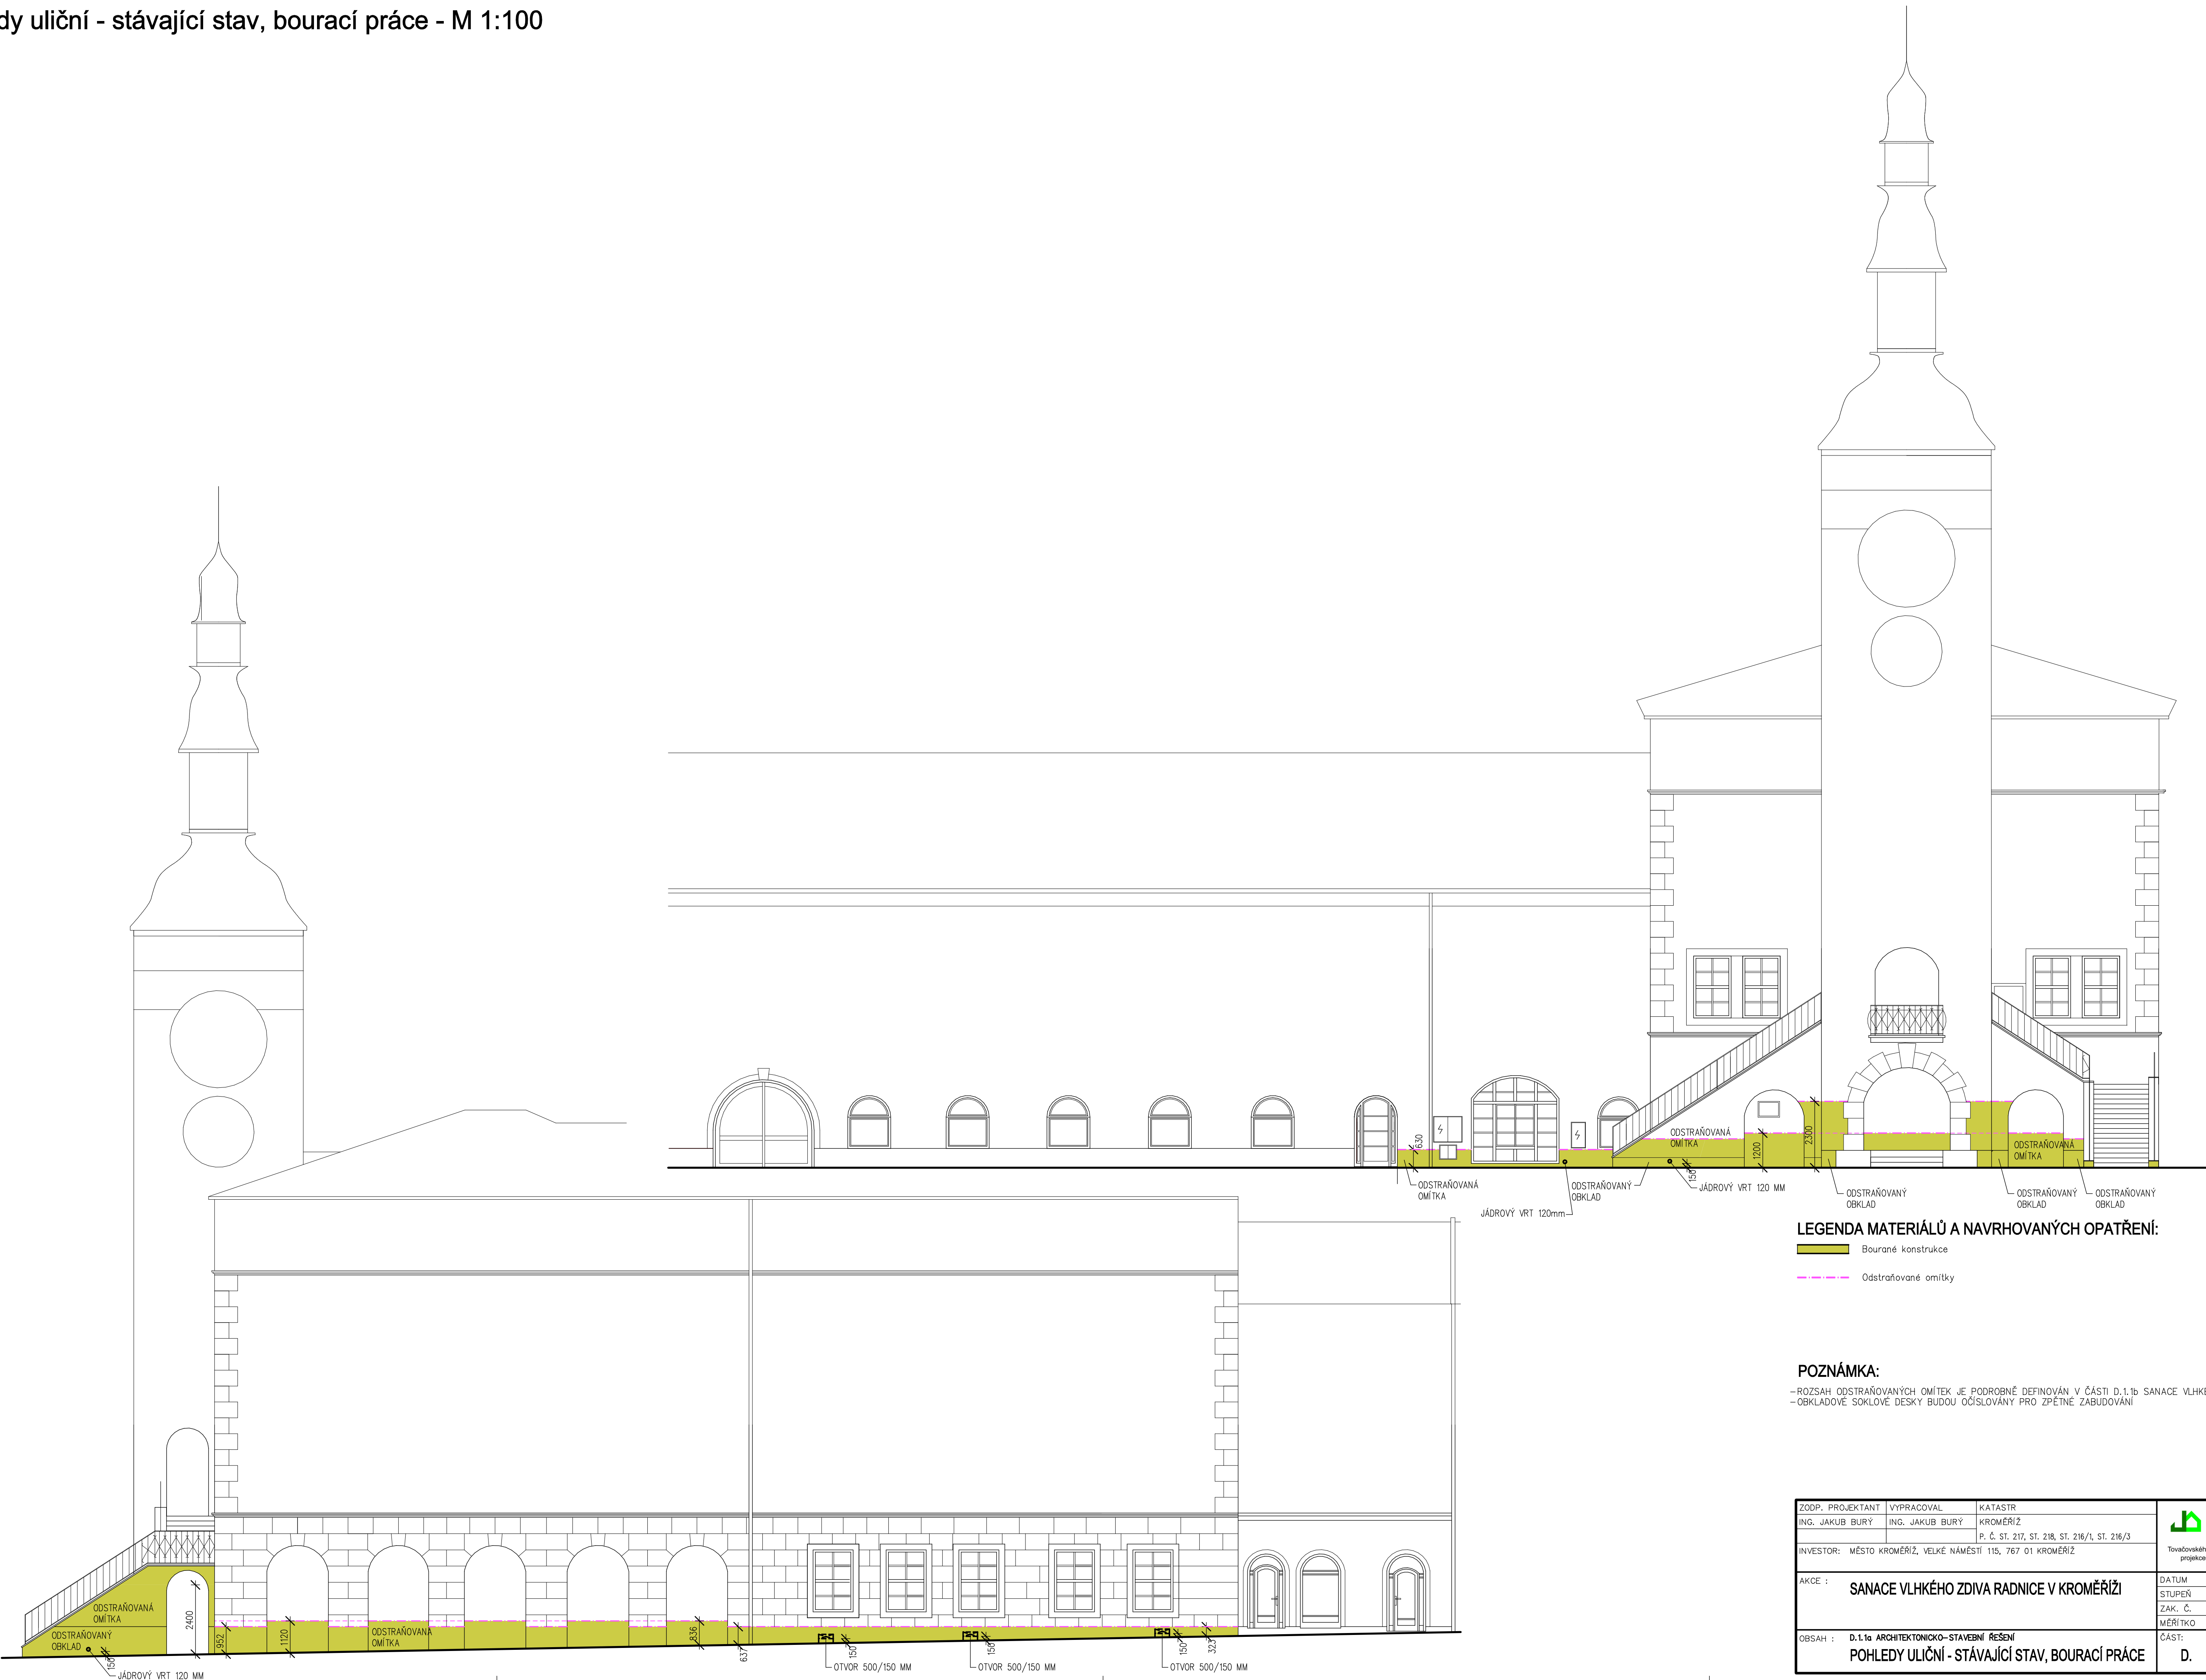 dy uliční - stávající stav, bourací práce - M 1:100
630
ODSTRAŇOVANÁ
OMÍTKA
JÁDROVÝ VRT 120mm
ODSTRAŇOVANÝ
OBKLAD
ODSTRAŇOVANÁ
OMÍTKA
150
JÁDROVÝ VRT 120 MM
1200
2300
ODSTRAŇOVANÁ
OMÍTKA
ODSTRAŇOVANÝ
OBKLAD
ODSTRAŇOVANÝ
OBKLAD
ODSTRAŇOVANÝ
OBKLAD
LEGENDA MATERIÁLŮ A NAVRHOVANÝCH OPATŘENÍ:
Bourané konstrukce
Odstraňované omítky
POZNÁMKA:
-ROZSAH ODSTRAŇOVANÝCH OMÍTEK JE PODROBNĚ DEFINOVÁN V ČÁSTI D.1.1b SANACE VLHKÉ
-OBKLADOVÉ SOKLOVÉ DESKY BUDOU OČÍSLOVÁNY PRO ZPĚTNÉ ZABUDOVÁNÍ
ODSTRAŇOVANÁ
OMÍTKA
ODSTRAŇOVANÝ
OBKLAD
150
JÁDROVÝ VRT 120 MM
2400
952
1120
ODSTRAŇOVANÁ
OMÍTKA
836
637
150
OTVOR 500/150 MM
150
OTVOR 500/150 MM
150
323
OTVOR 500/150 MM
ZODP. PROJEKTANT VYPRACOVAL KATASTR
ING. JAKUB BURÝ ING. JAKUB BURÝ KROMĚŘÍŽ
P. Č. ST. 217, ST. 218, ST. 216/1, ST. 216/3
INVESTOR: MĚSTO KROMĚŘÍŽ, VELKÉ NÁMĚSTÍ 115, 767 01 KROMĚŘÍŽ
Tovačovskéh
projekce
AKCE : SANACE VLHKÉHO ZDIVA RADNICE V KROMĚŘÍŽI
DATUM
STUPEŇ
ZAK. Č.
MĚŘÍTKO
OBSAH : D.1.1a ARCHITEKTONICKO-STAVEBNÍ ŘEŠENÍ
POHLEDY ULIČNÍ - STÁVAJÍCÍ STAV, BOURACÍ PRÁCE
ČÁST:
D.